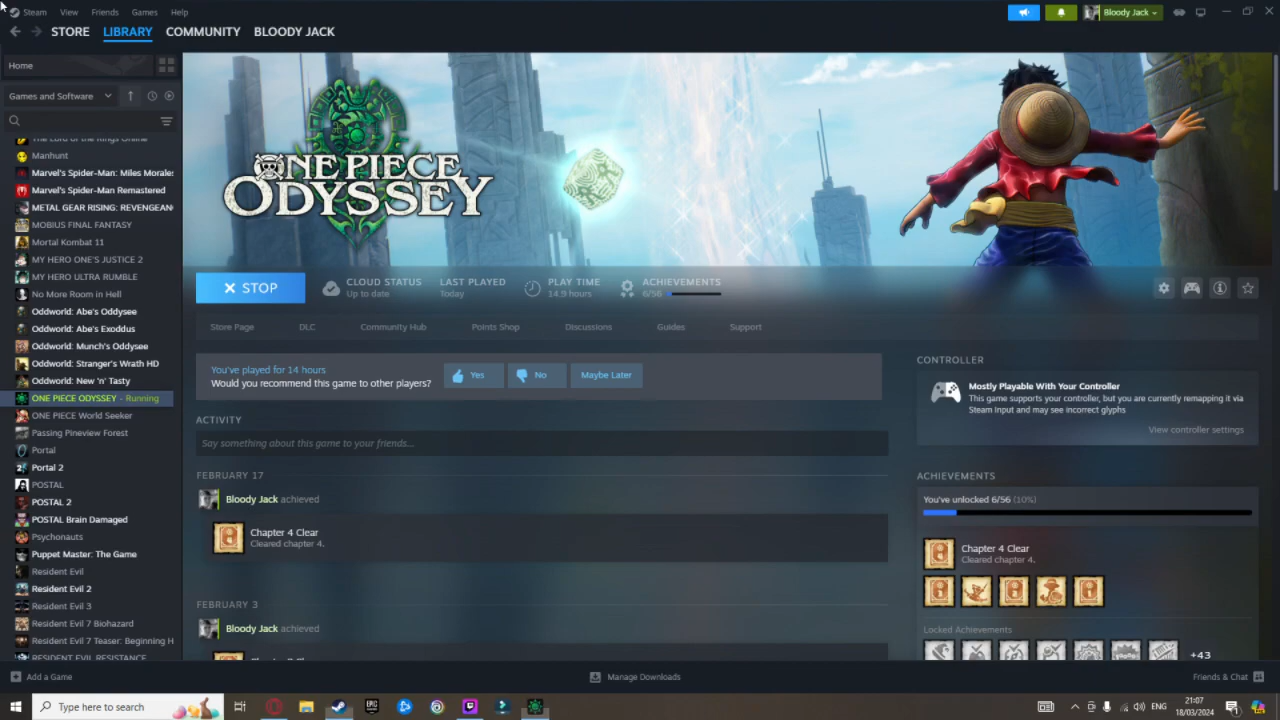 Steam View Friends Games Help
Bloody Jack
STORE LIBRARY COMMUNITY BLOODY JACK
Home
Games and Software
The Lord of the Rings Online
Manhunt
Marvel's Spider-Man: Miles Morales
Marvel's Spider-Man Remastered
METAL GEAR RISING: REVENGEAN
MOBIUS FINAL FANTASY
Mortal Kombat 11
MY HERO ONE'S JUSTICE 2
MY HERO ULTRA RUMBLE
No More Room in Hell
Oddworld: Abe's Oddysee
Oddworld: Abe's Exoddus
Oddworld: Munch's Oddysee
Oddworld: Stranger's Wrath HD
Oddworld: New 'n' Tasty
ONE PIECE ODYSSEY - Running
ONE PIECE World Seeker
Passing Pineview Forest
Portal
Portal 2
POSTAL
POSTAL 2
POSTAL Brain Damaged
Psychonauts
Puppet Master: The Game
Resident Evil
Resident Evil 2
Resident Evil 3
Resident Evil 7 Biohazard
Resident Evil 7 Teaser: Beginning H
RESIDENT EVIL RESISTANCE
ONE PIECE
ODYSSEY
STOP
CLOUD STATUS
Up to date
LAST PLAYED
Today
PLAY TIME
14.9 hours
ACHIEVEMENTS
6/56
Store Page DLC Community Hub Points Shop Discussions Guides Support
You've played for 14 hours
Would you recommend this game to other players?
Yes No Maybe Later
ACTIVITY
Say something about this game to your friends...
FEBRUARY 17
Bloody Jack achieved
Chapter 4 Clear
Cleared chapter 4.
FEBRUARY 3
Bloody Jack achieved
CONTROLLER
Mostly Playable With Your Controller
This game supports your controller, but you are currently remapping it via
Steam Input and may see incorrect glyphs
View controller settings
ACHIEVEMENTS
You've unlocked 6/56 (10%)
Chapter 4 Clear
Cleared chapter 4.
Locked Achievements
+43
Add a Game
Manage Downloads
Friends & Chat
Type here to search
EPIC
ENG
21:07
18/03/2024